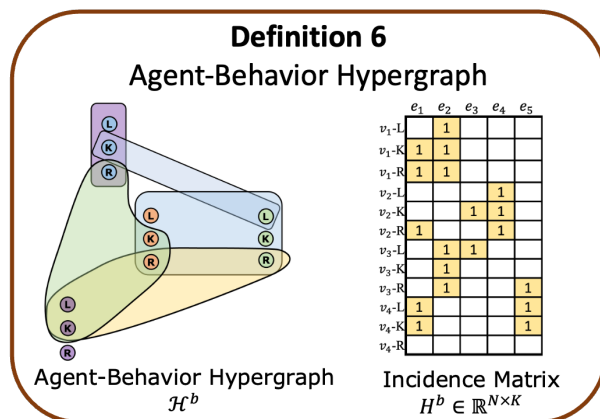 Definition 6
Agent-Behavior Hypergraph
L
K
R
L L
K K
R R
L
K
R
Agent-Behavior Hypergraph
ℋᵇ
e₁ e₂ e₃ e₄ e₅
v₁-L 1
v₁-K 1 1
v₁-R 1 1
v₂-L 1
v₂-K 1 1
v₂-R 1 1
v₃-L 1 1
v₃-K 1
v₃-R 1 1
v₄-L 1 1
v₄-K 1 1
v₄-R
Incidence Matrix
Hᵇ ∈ ℝᴺˣᴷ